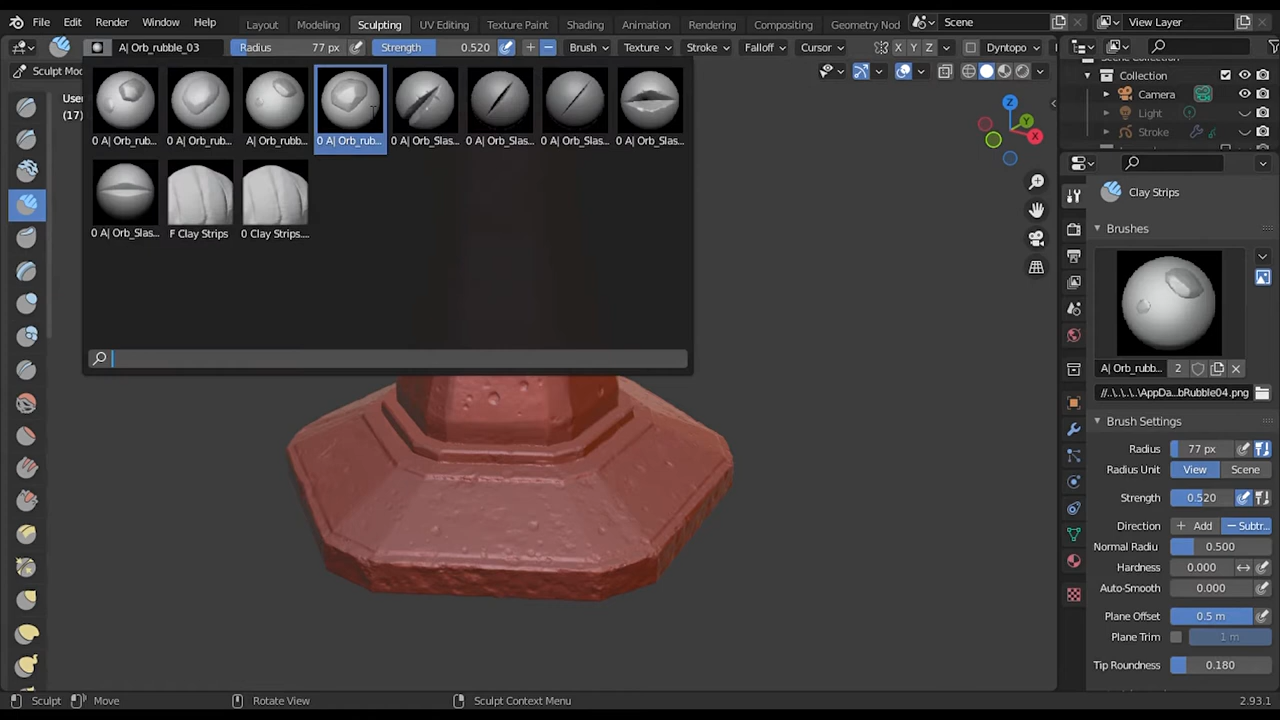 File Edit Render Window Help Layout Modeling Sculpting UV Editing Texture Paint Shading Animation Rendering Compositing Geometry Nod Scene View Layer
A| Orb_rubble_03 Radius 77 px Strength 0.520 Brush Texture Stroke Falloff Cursor X Y Z Dyntopo
Sculpt Mod
User
(17)
0 A| Orb_rub... 0 A| Orb_rub... A| Orb_rubb... 0 A| Orb_rub... 0 A| Orb_Slas... 0 A| Orb_Slas... 0 A| Orb_Slas... 0 A| Orb_Slas...
0 A| Orb_Slas... F Clay Strips 0 Clay Strips....
Z
Y
X
Collection
Camera
Light
Stroke
Clay Strips
Brushes
A| Orb_rubb... 2
//..\..\..\..\AppDa...bRubble04.png
Brush Settings
Radius 77 px
Radius Unit View Scene
Strength 0.520
Direction Add Subtr...
Normal Radiu 0.500
Hardness 0.000
Auto-Smooth 0.000
Plane Offset 0.5 m
Plane Trim 1 m
Tip Roundness 0.180
Sculpt Move Rotate View Sculpt Context Menu 2.93.1